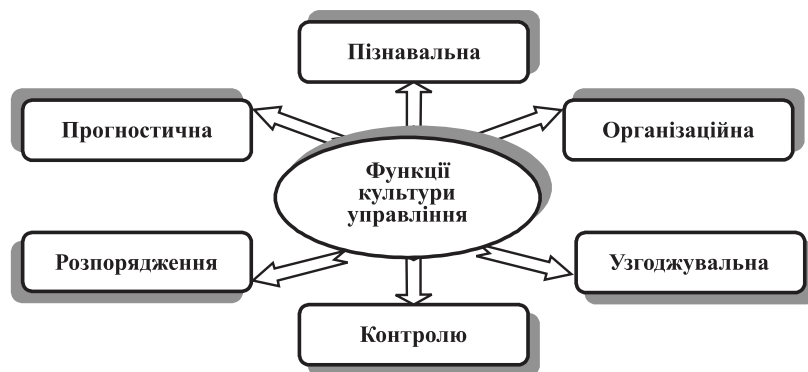 Пізнавальна
Прогностична
Організаційна
Функції
культури
управління
Розпорядження
Узгоджувальна
Контролю